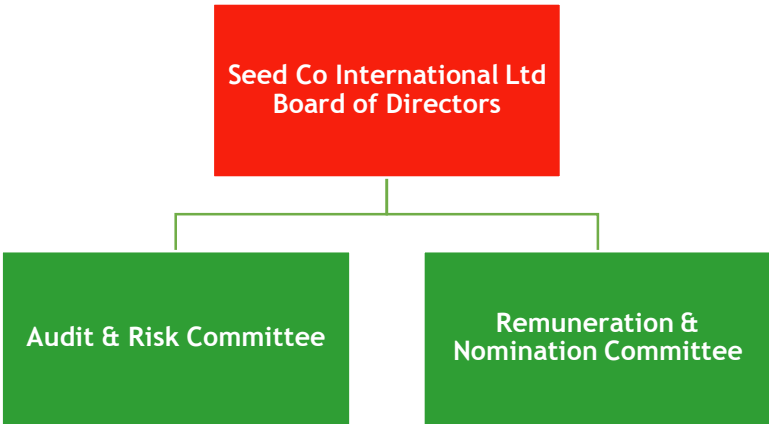 Seed Co International Ltd
Board of Directors
Audit & Risk Committee
Remuneration &
Nomination Committee